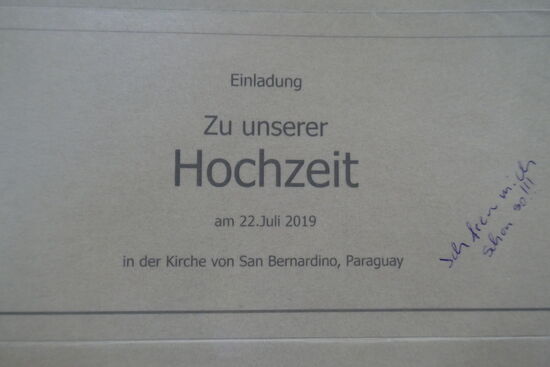 Einladung
Zu unserer
Hochzeit
am 22.Juli 2019
in der Kirche von San Bernardino, Paraguay
Ich freu mich
schon so !!!